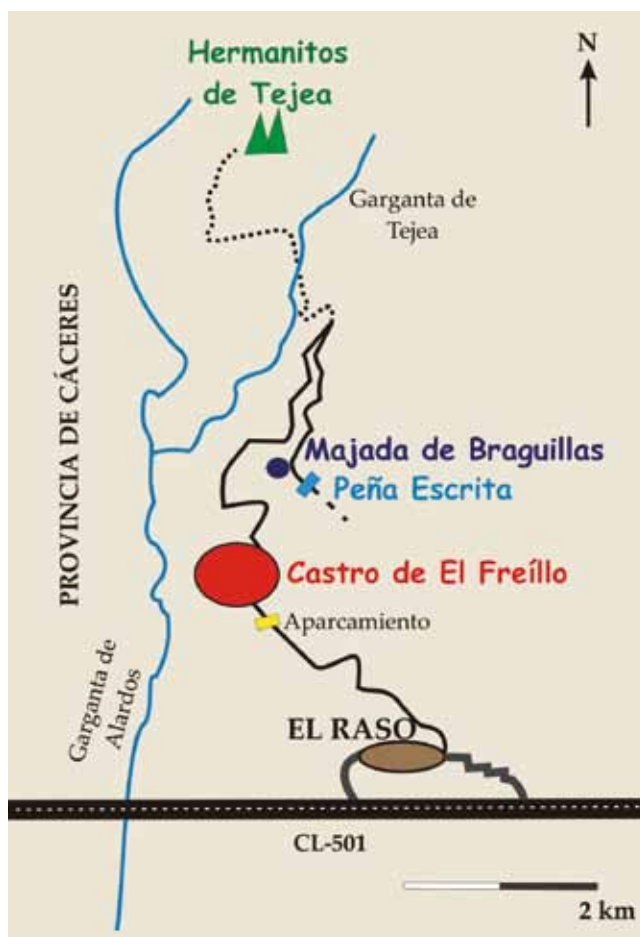 Hermanitos
de Tejea
N
Garganta de
Tejea
PROVINCIA DE CÁCERES
Majada de Braguillas
Peña Escrita
Castro de El Freíllo
Aparcamiento
Garganta de
Alardos
EL RASO
CL-501
2 km